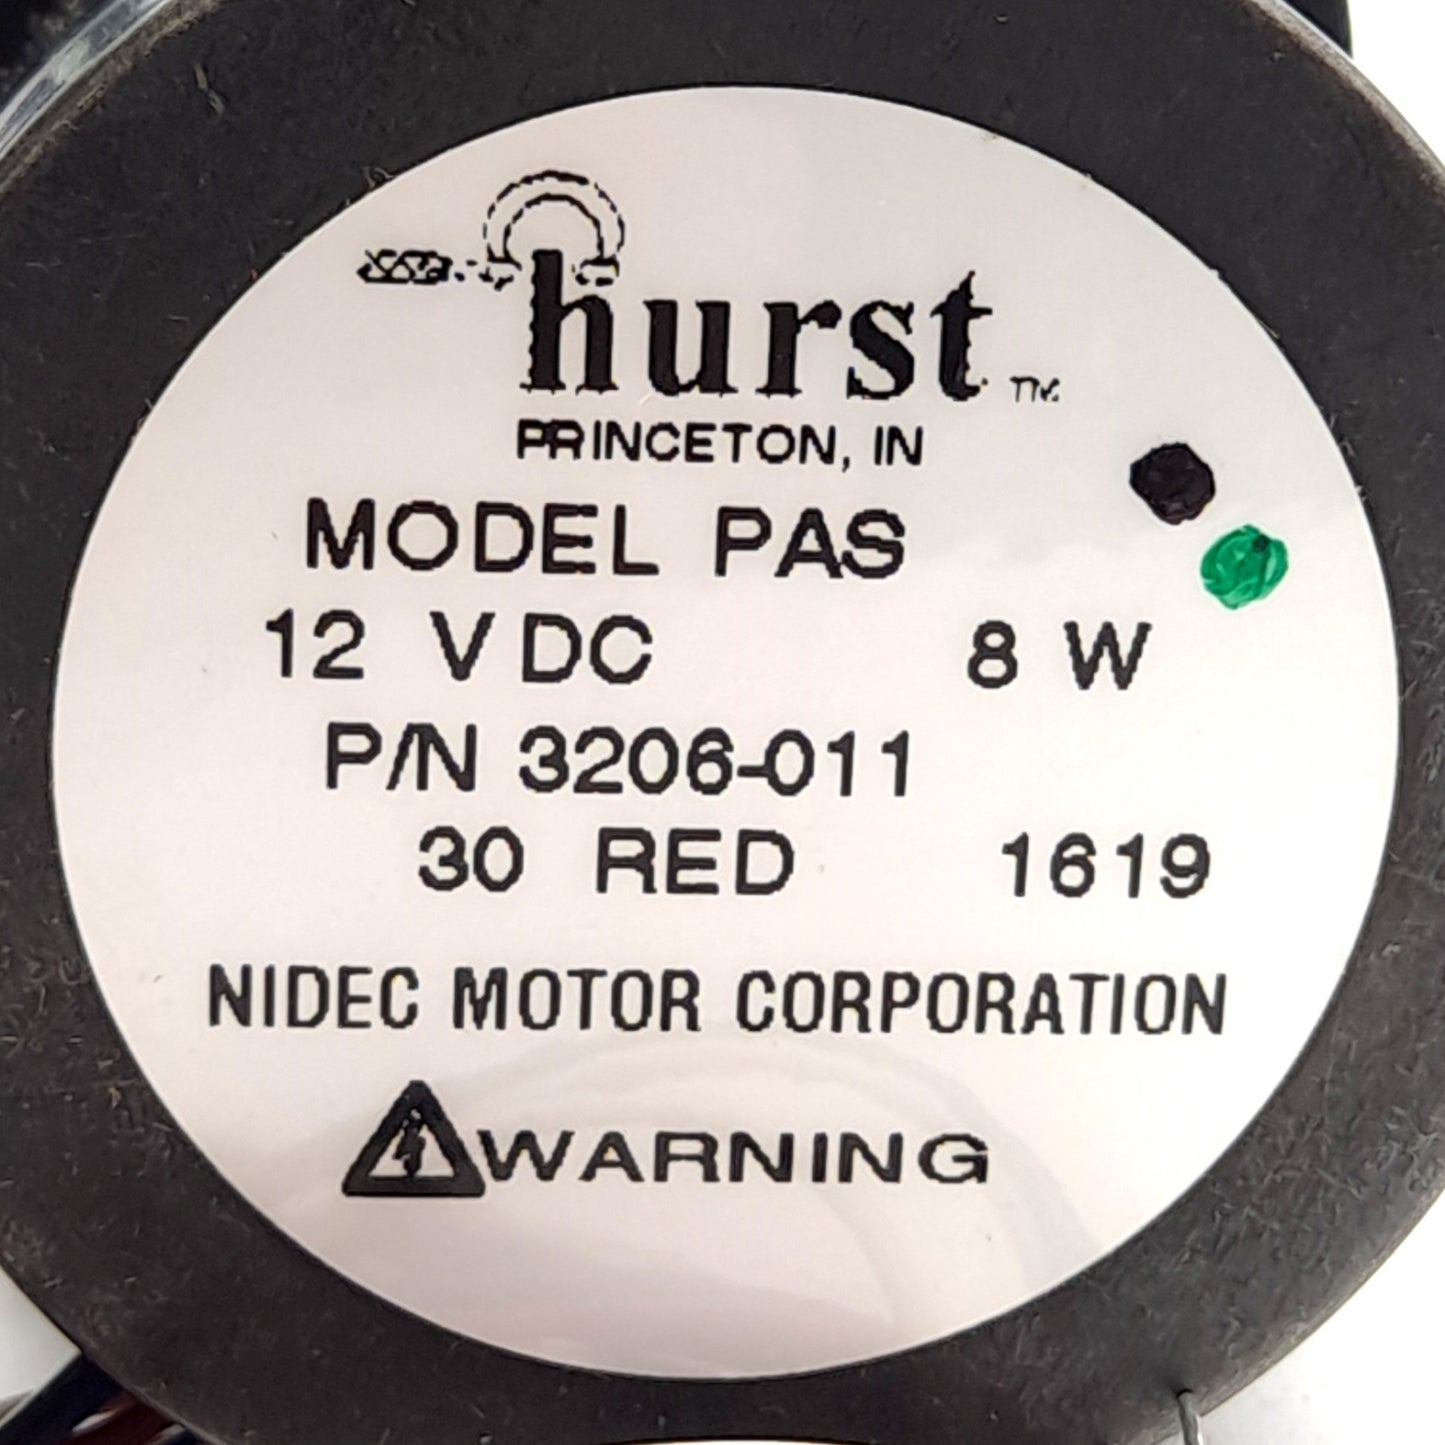 hurst TM
PRINCETON, IN
MODEL PAS
12 VDC 8 W
P/N 3206-011
30 RED 1619
NIDEC MOTOR CORPORATION
WARNING